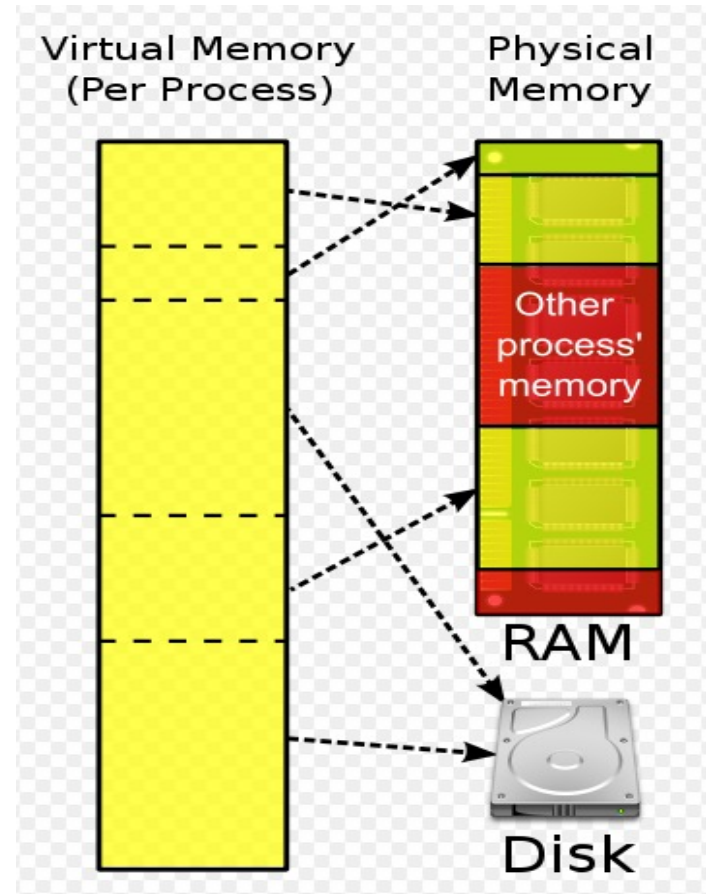 Virtual Memory
(Per Process)
Physical
Memory
Other
process'
memory
RAM
Disk